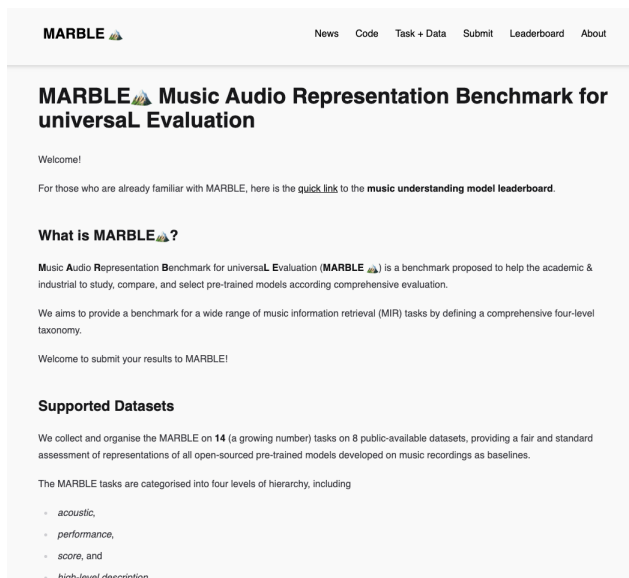 MARBLE
News Code Task + Data Submit Leaderboard About
MARBLE Music Audio Representation Benchmark for
universaL Evaluation
Welcome!
For those who are already familiar with MARBLE, here is the quick link to the music understanding model leaderboard.
What is MARBLE?
Music Audio Representation Benchmark for universaL Evaluation (MARBLE) is a benchmark proposed to help the academic &
industrial to study, compare, and select pre-trained models according comprehensive evaluation.
We aims to provide a benchmark for a wide range of music information retrieval (MIR) tasks by defining a comprehensive four-level
taxonomy.
Welcome to submit your results to MARBLE!
Supported Datasets
We collect and organise the MARBLE on 14 (a growing number) tasks on 8 public-available datasets, providing a fair and standard
assessment of representations of all open-sourced pre-trained models developed on music recordings as baselines.
The MARBLE tasks are categorised into four levels of hierarchy, including
acoustic,
performance,
score, and
high-level description